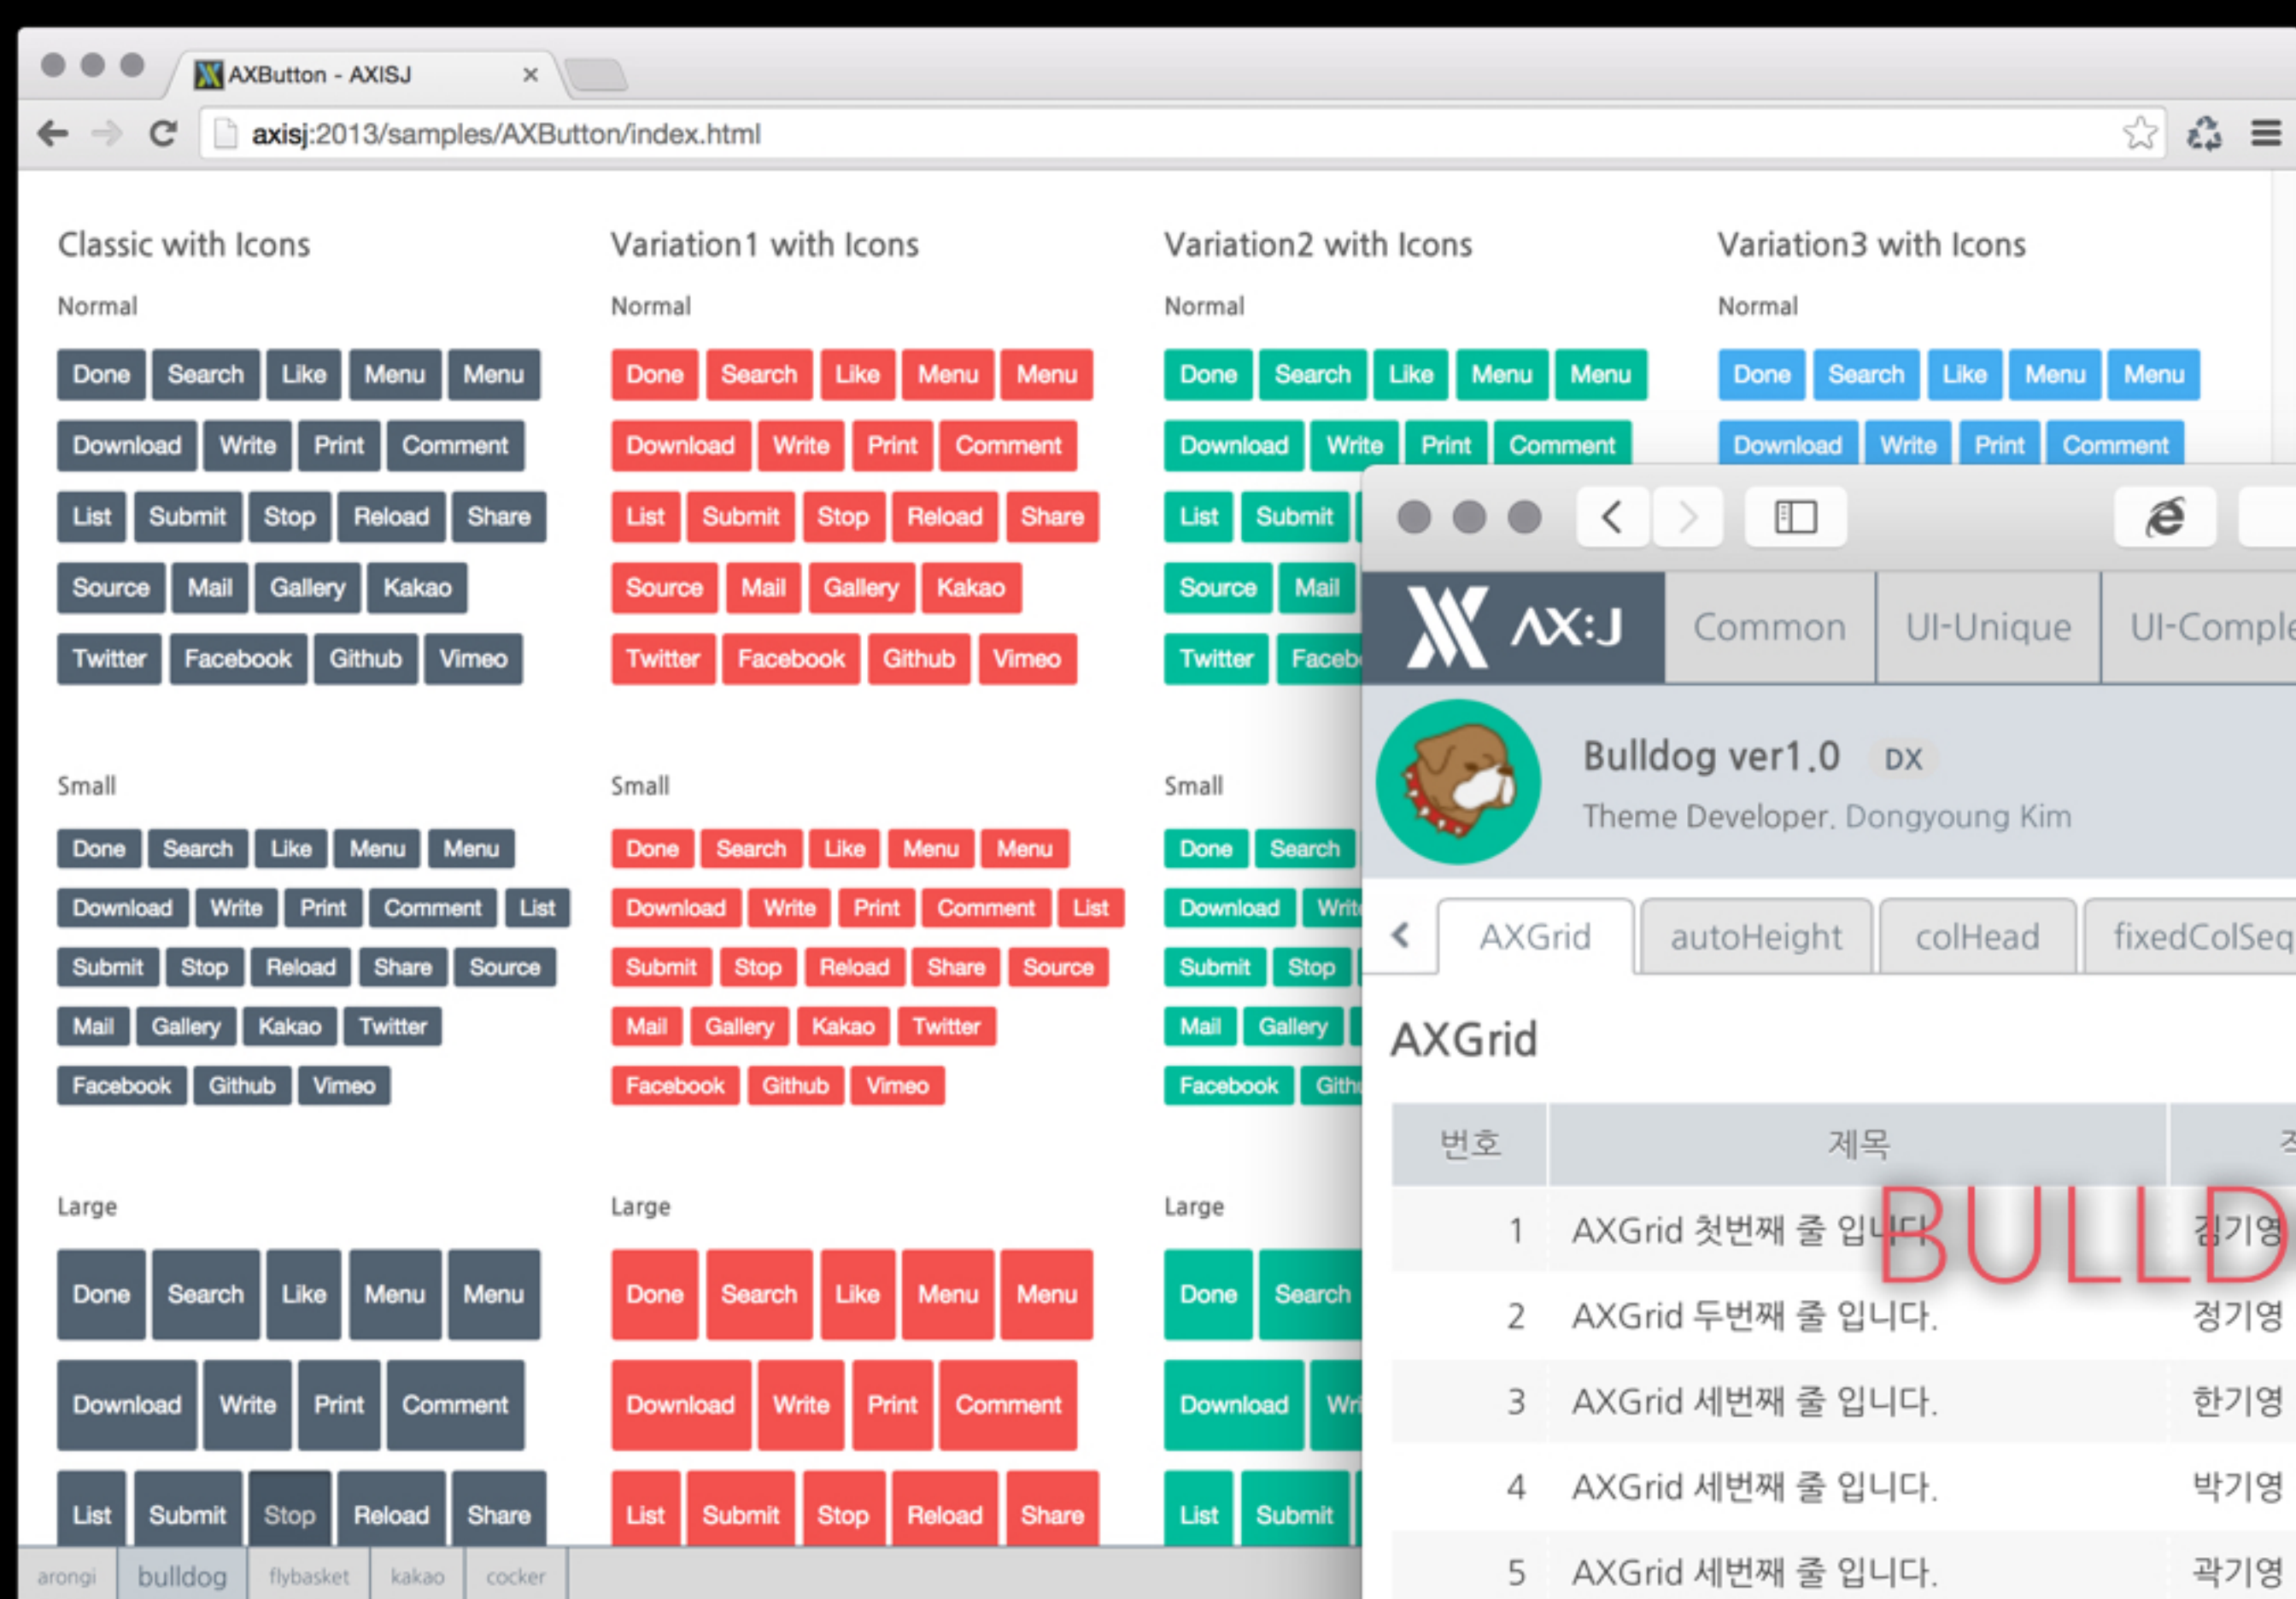 AXButton - AXISJ
axisj:2013/samples/AXButton/index.html
Classic with Icons
Normal
Done Search Like Menu Menu
Download Write Print Comment
List Submit Stop Reload Share
Source Mail Gallery Kakao
Twitter Facebook Github Vimeo
Small
Done Search Like Menu Menu
Download Write Print Comment List
Submit Stop Reload Share Source
Mail Gallery Kakao Twitter
Facebook Github Vimeo
Large
Done Search Like Menu Menu
Download Write Print Comment
List Submit Stop Reload Share
Variation1 with Icons
Normal
Done Search Like Menu Menu
Download Write Print Comment
List Submit Stop Reload Share
Source Mail Gallery Kakao
Twitter Facebook Github Vimeo
Small
Done Search Like Menu Menu
Download Write Print Comment List
Submit Stop Reload Share Source
Mail Gallery Kakao Twitter
Facebook Github Vimeo
Large
Done Search Like Menu Menu
Download Write Print Comment
List Submit Stop Reload Share
Variation2 with Icons
Normal
Done Search Like Menu Menu
Download Write Print Comment
List Submit
Source Mail
Twitter Faceb
Small
Done Search
Download Writ
Submit Stop
Mail Gallery
Facebook Gith
Large
Done Search
Download Wri
List Submit
Variation3 with Icons
Normal
Done Search Like Menu Menu
Download Write Print Comment
arongi bulldog flybasket kakao cocker
AX:J Common UI-Unique UI-Comple
Bulldog ver1.0 DX
Theme Developer. Dongyoung Kim
AXGrid autoHeight colHead fixedColSeq
AXGrid
번호 제목
1 AXGrid 첫번째 줄 입니다. 김기영
BULLD
2 AXGrid 두번째 줄 입니다. 정기영
3 AXGrid 세번째 줄 입니다. 한기영
4 AXGrid 세번째 줄 입니다. 박기영
5 AXGrid 세번째 줄 입니다. 곽기영